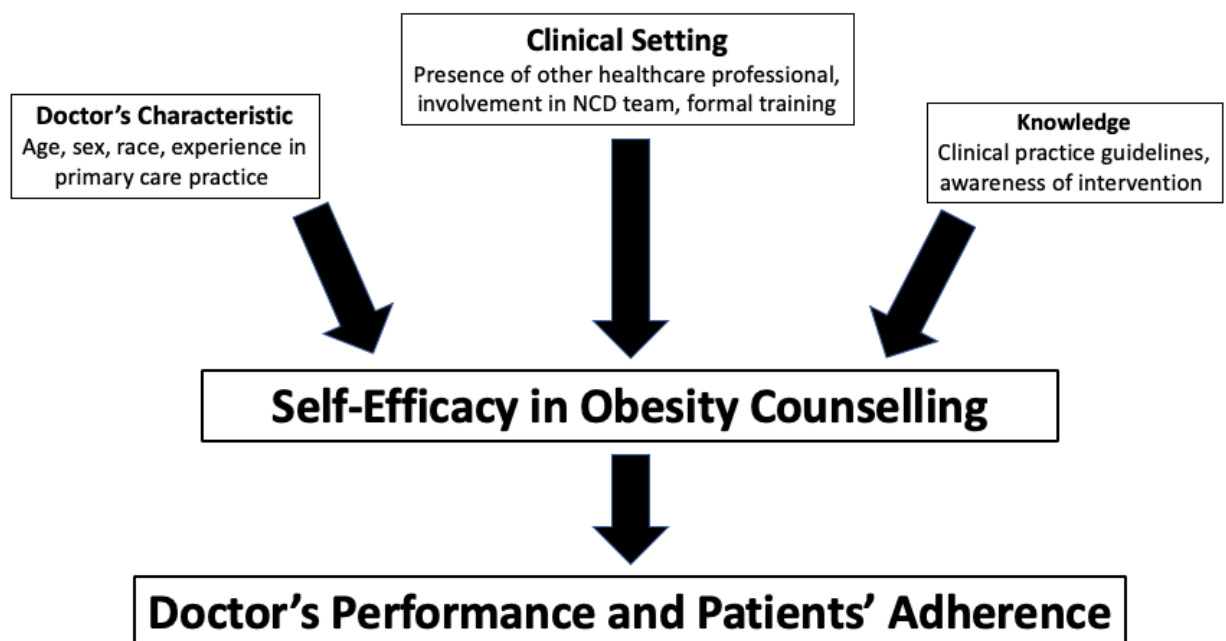 Clinical Setting
Presence of other healthcare professional,
involvement in NCD team, formal training
Doctor’s Characteristic
Age, sex, race, experience in
primary care practice
Knowledge
Clinical practice guidelines,
awareness of intervention
Self-Efficacy in Obesity Counselling
Doctor’s Performance and Patients’ Adherence